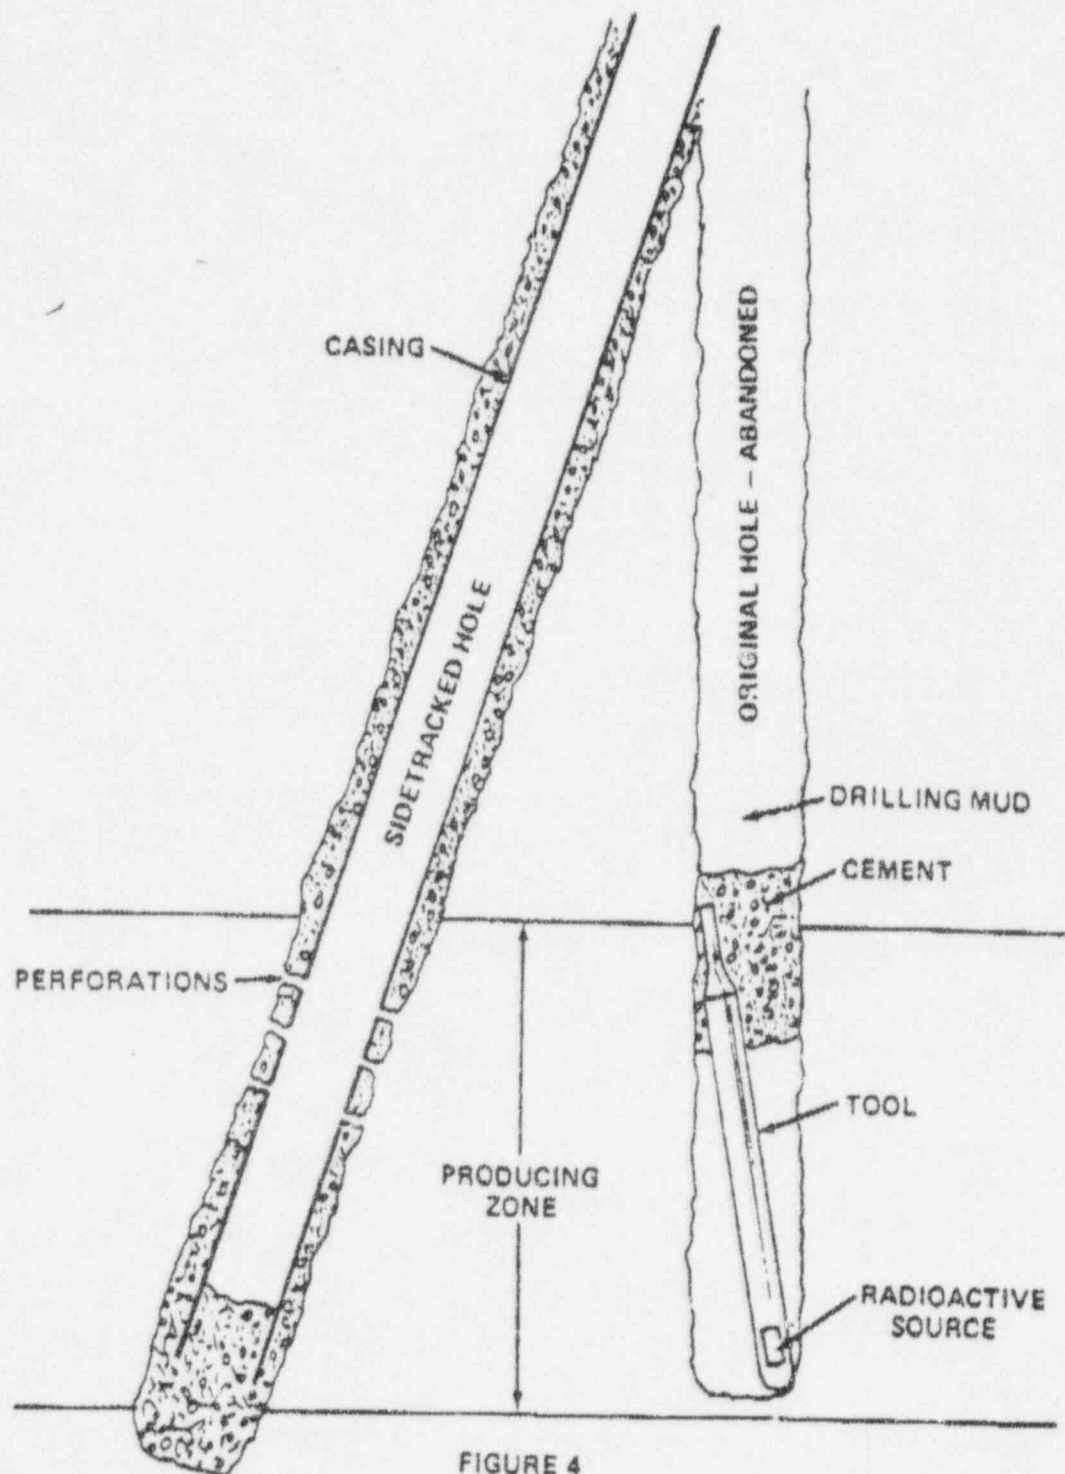 CASING
ORIGINAL HOLE – ABANDONED
SIDETRACKED HOLE
DRILLING MUD
CEMENT
PERFORATIONS
TOOL
PRODUCING
ZONE
RADIOACTIVE
SOURCE
FIGURE 4